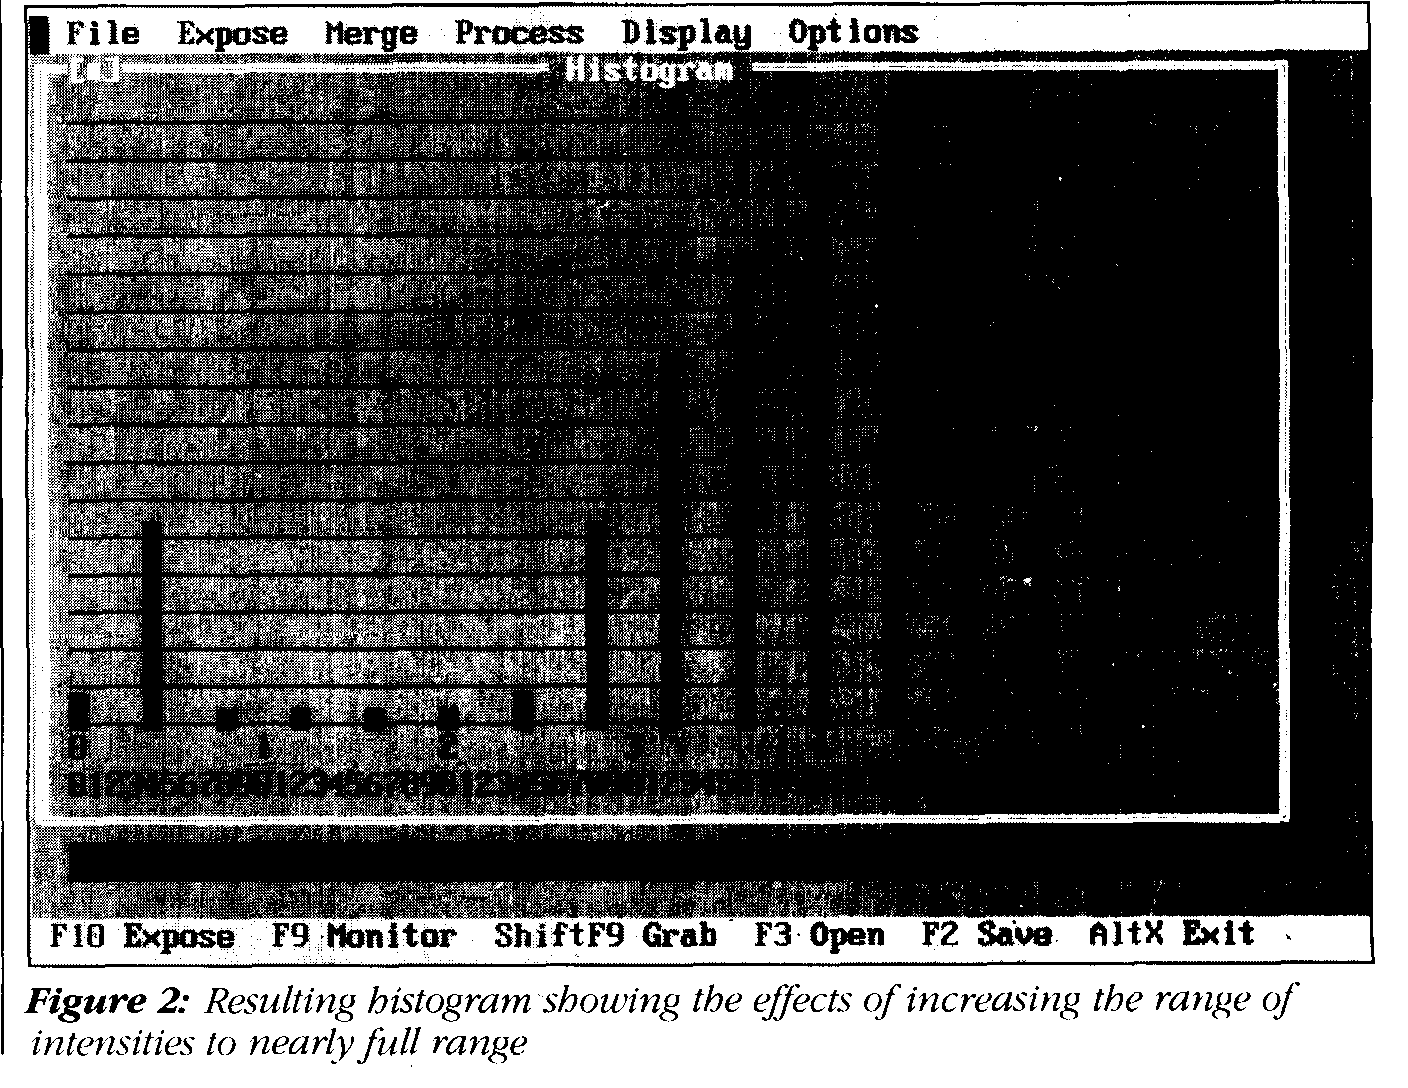 File Expose Merge Process Display Options
[■] Histogram
0 1 2 3
F10 Expose F9 Monitor ShiftF9 Grab F3 Open F2 Save AltX Exit
Figure 2: Resulting histogram showing the effects of increasing the range of
intensities to nearly full range